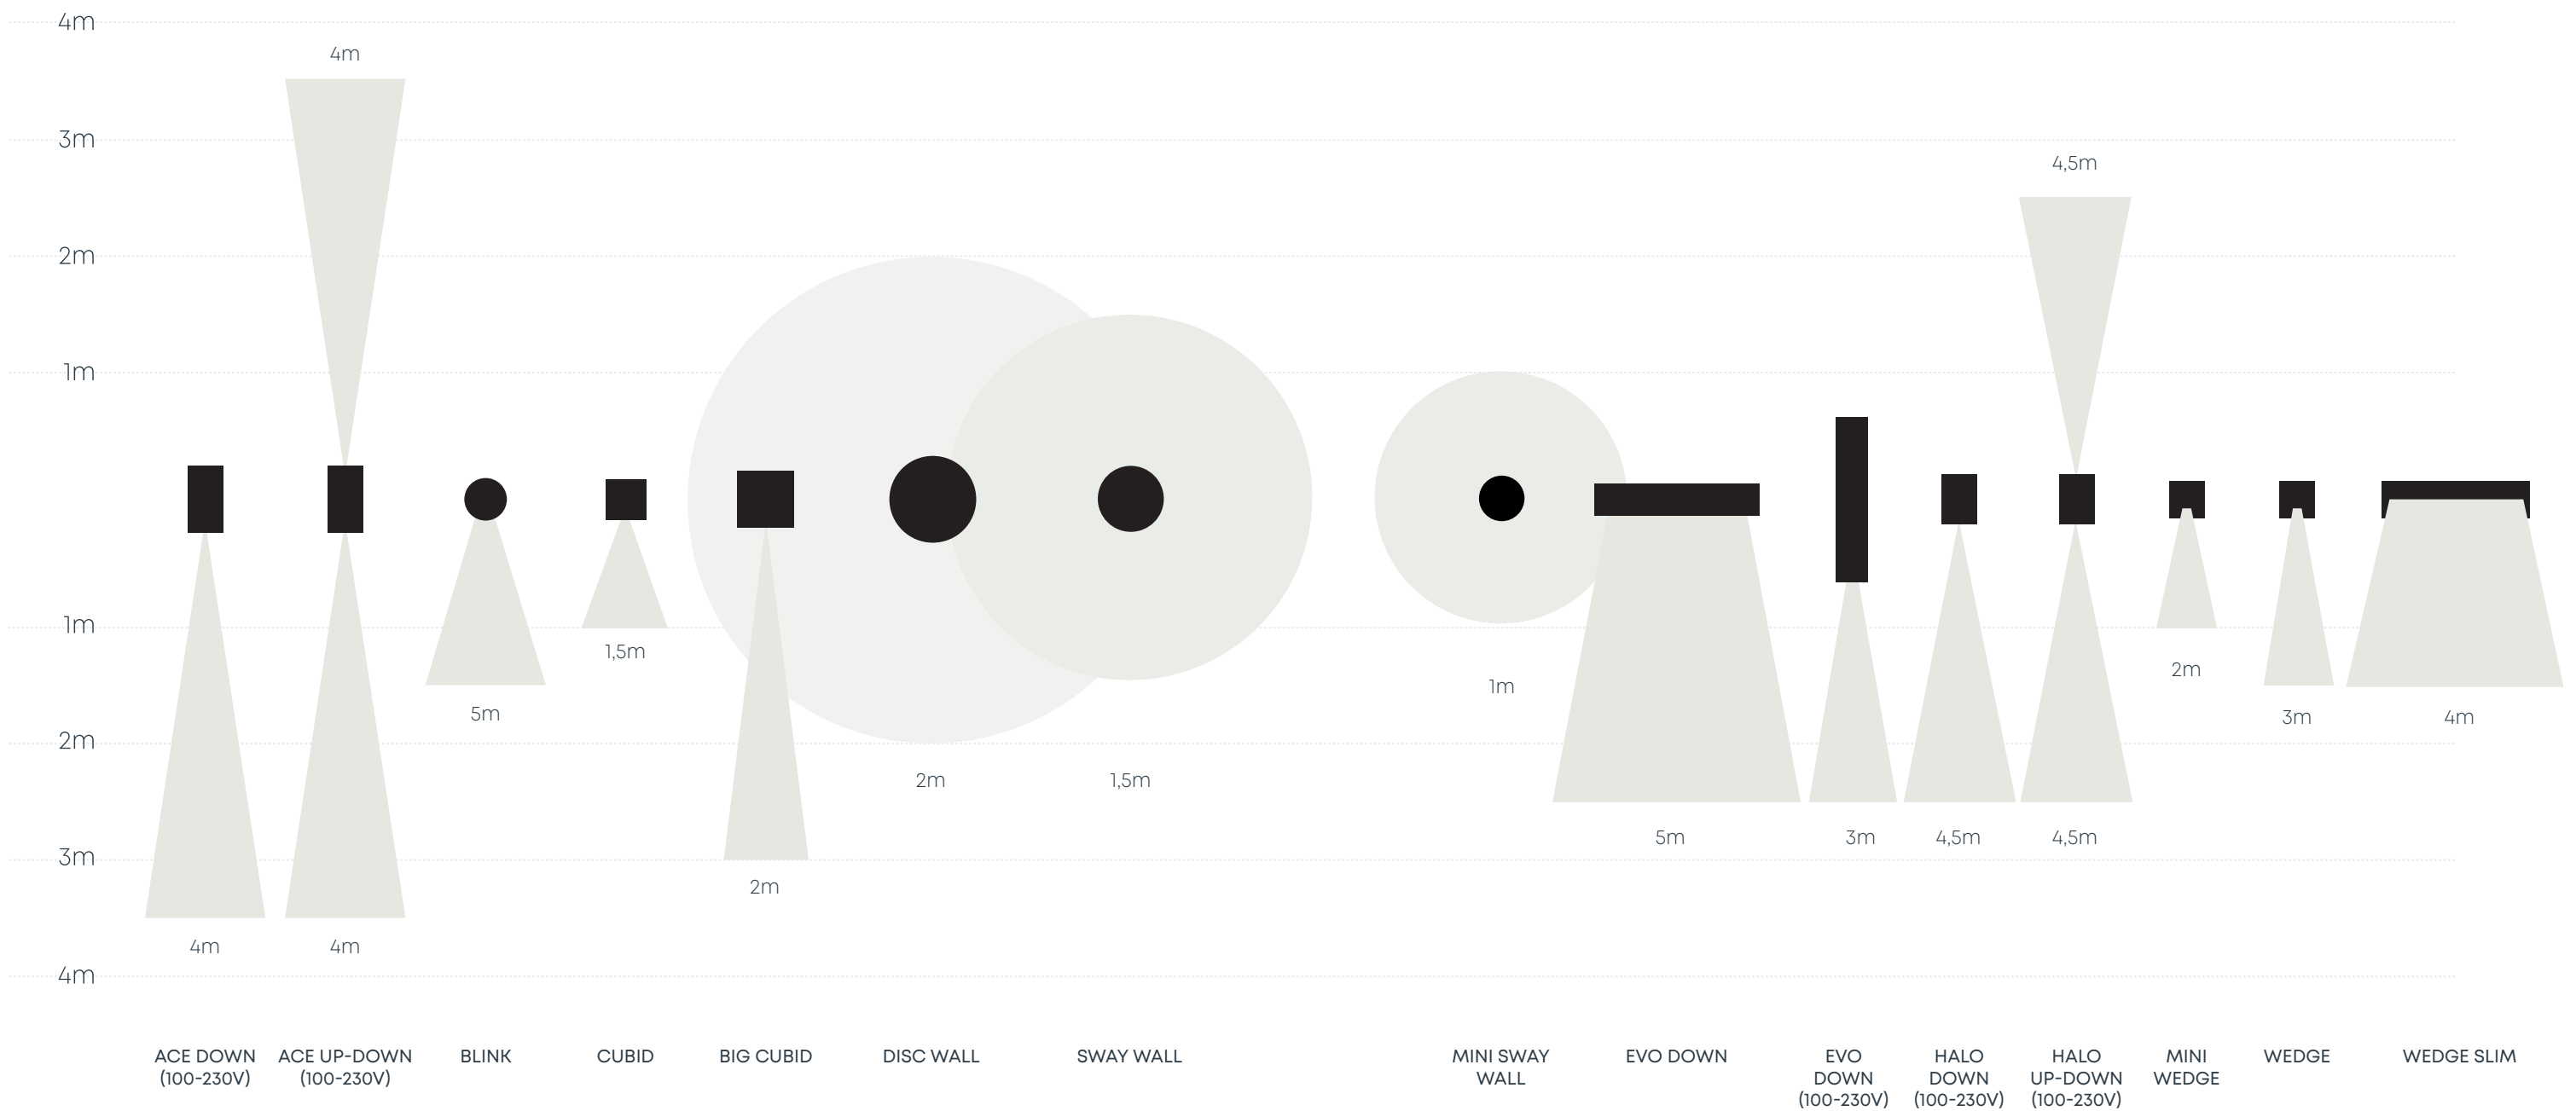 4m
4m
3m
4,5m
2m
1m
1m
1,5m
2m
1m
5m
3m
4m
2m
2m
1,5m
5m
3m
4,5m
4,5m
3m
2m
4m
4m
4m
ACE DOWN
(100-230V)
ACE UP-DOWN
(100-230V)
BLINK
CUBID
BIG CUBID
DISC WALL
SWAY WALL
MINI SWAY
WALL
EVO DOWN
EVO
DOWN
(100-230V)
HALO
DOWN
(100-230V)
HALO
UP-DOWN
(100-230V)
MINI
WEDGE
WEDGE
WEDGE SLIM